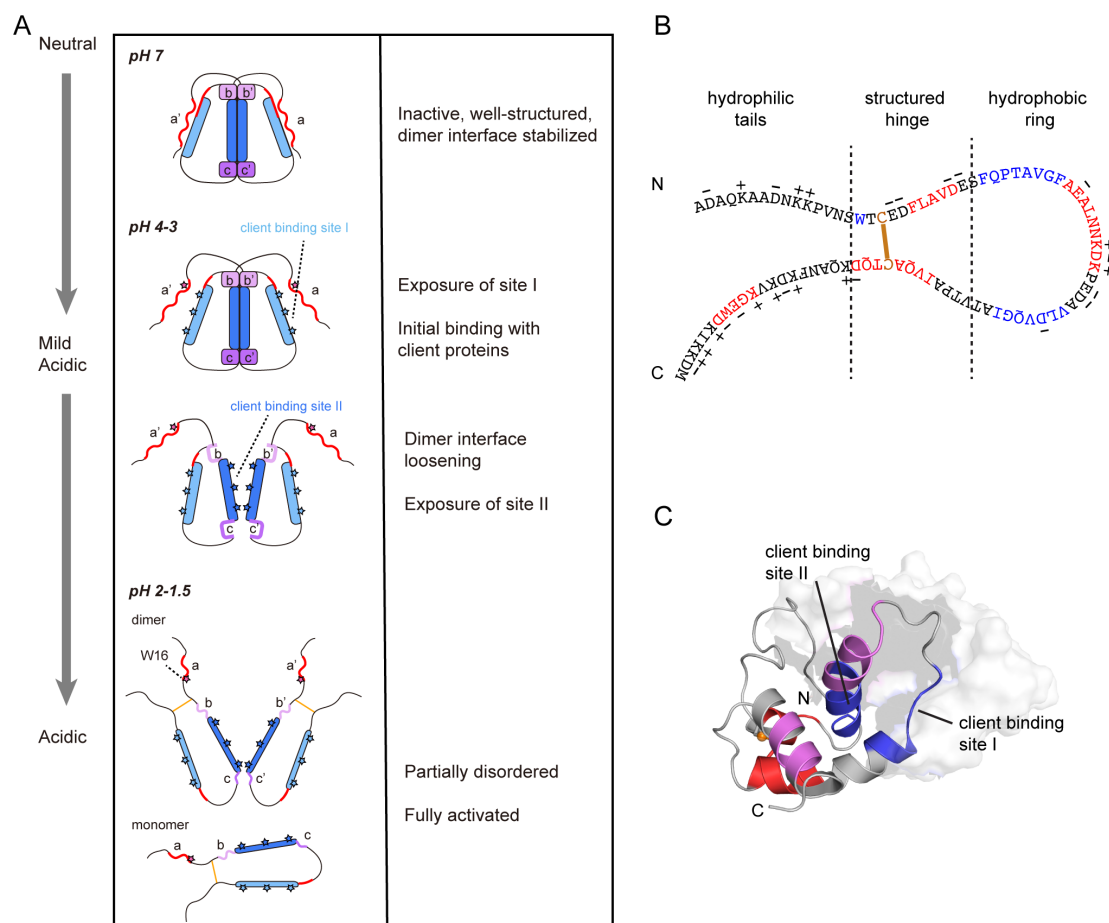 A
Neutral
Mild
Acidic
Acidic
pH 7
b b'
a' a
c c'
Inactive, well-structured,
dimer interface stabilized
pH 4-3
client binding site I
b b'
a' a
c c'
Exposure of site I
Initial binding with
client proteins
client binding site II
a' a
b b'
c c'
Dimer interface
loosening
Exposure of site II
pH 2-1.5
dimer
W16
a a'
b b'
c c'
monomer
a b c
Partially disordered
Fully activated
B
hydrophilic
tails
structured
hinge
hydrophobic
ring
N
ADAQKAADNKKPVNSWTCEDFLAVDESFQPTAVGFAEALNNKDKPEDAVLDVQGIATVTPAIVQACTQDKQANFKDKVKGEWDKIKKDM
C
C
client binding
site II
N
client binding
site I
C